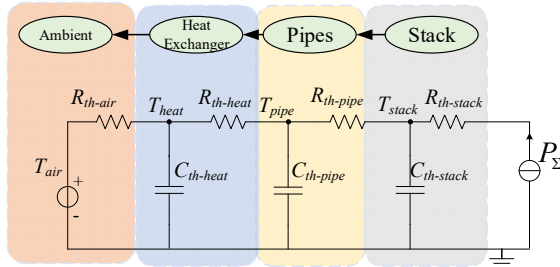 Ambient
Heat
Exchanger
Pipes
Stack
R_th-air
T_heat
R_th-heat
T_pipe
R_th-pipe
T_stack
R_th-stack
T_air
+
-
C_th-heat
C_th-pipe
C_th-stack
P_Σ